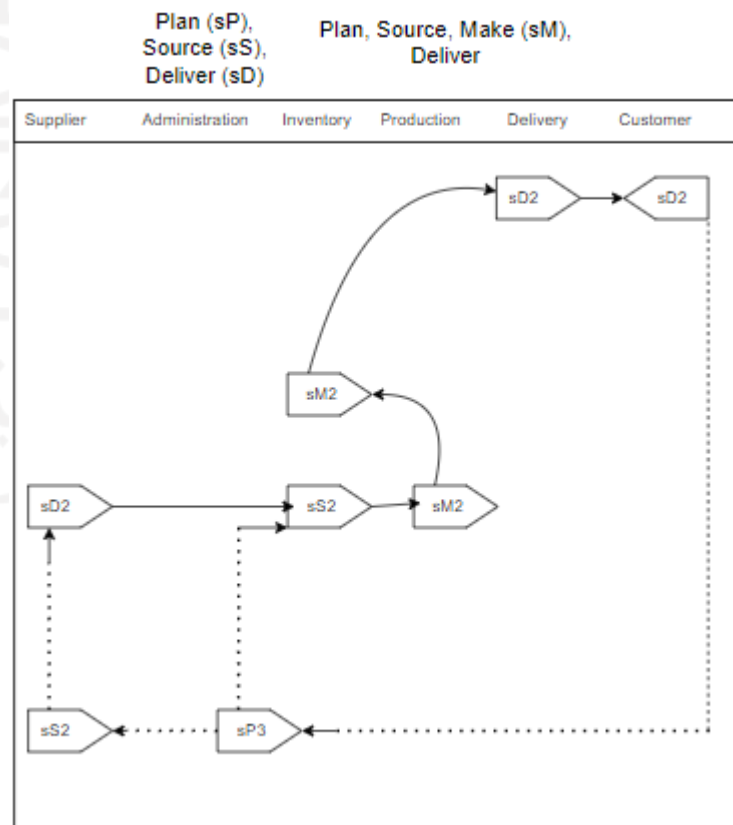 Plan (sP),
Source (sS),
Deliver (sD)
Plan, Source, Make (sM),
Deliver
Supplier Administration Inventory Production Delivery Customer
sD2 sD2
sM2
sD2 sS2 sM2
sS2 sP3